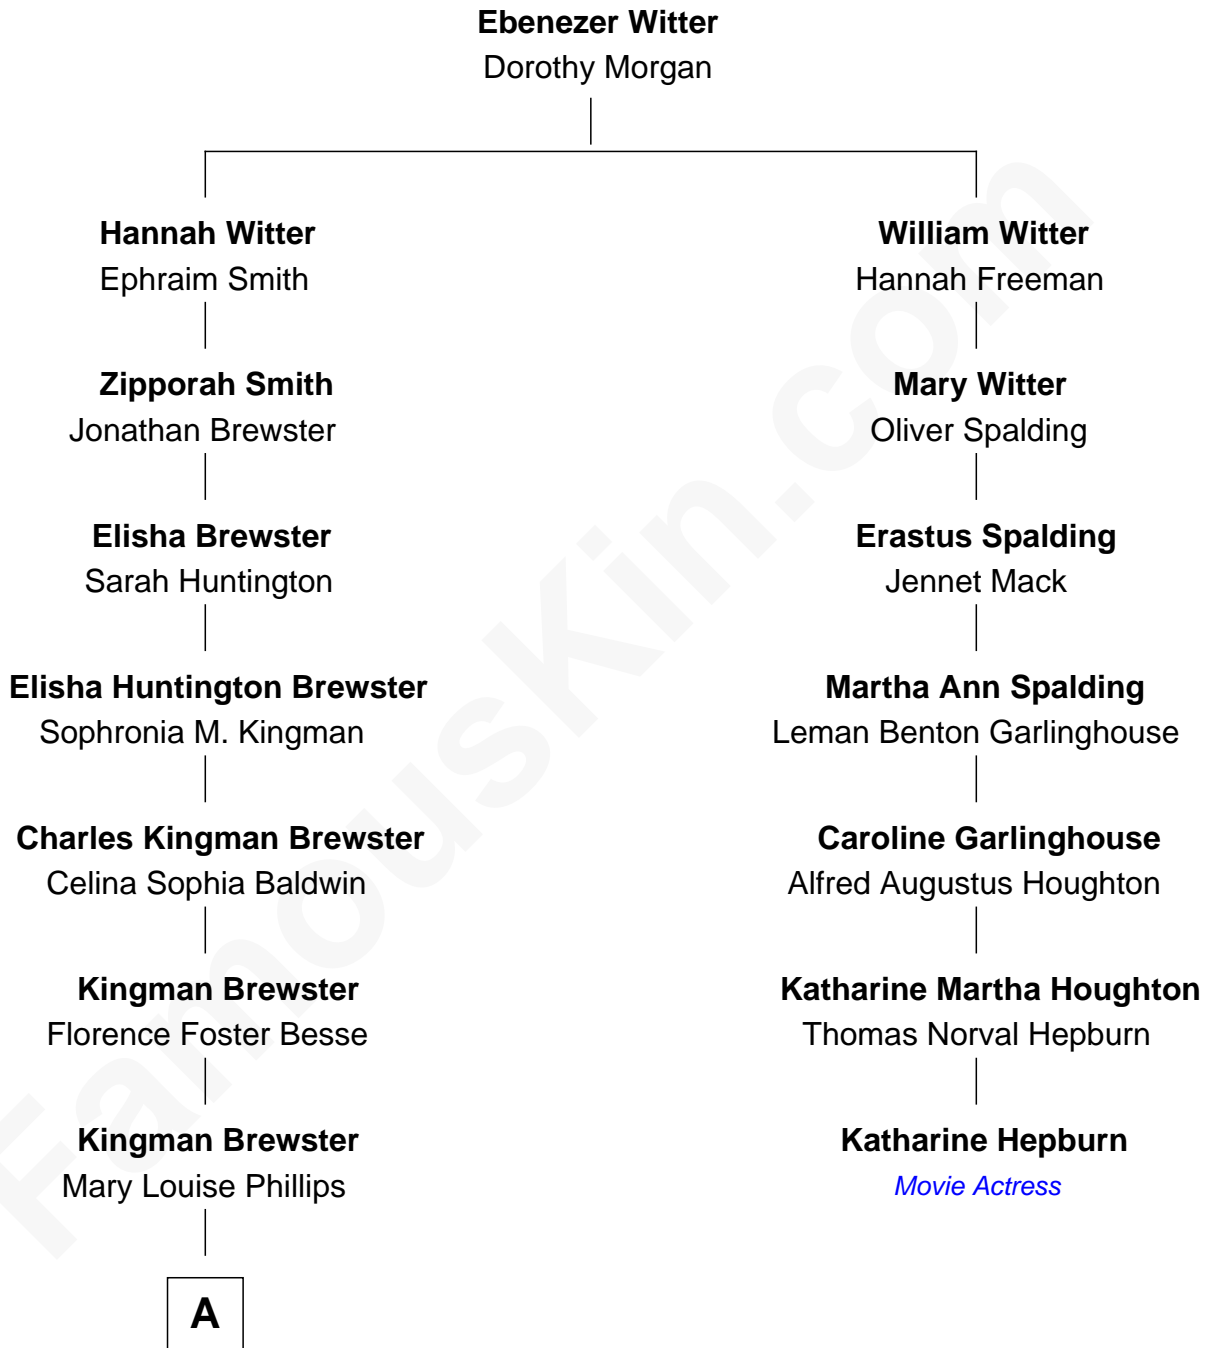 Ebenezer Witter
Dorothy Morgan
Hannah Witter
Ephraim Smith
William Witter
Hannah Freeman
Zipporah Smith
Jonathan Brewster
Mary Witter
Oliver Spalding
Elisha Brewster
Sarah Huntington
Erastus Spalding
Jennet Mack
Elisha Huntington Brewster
Sophronia M. Kingman
Martha Ann Spalding
Leman Benton Garlinghouse
Charles Kingman Brewster
Celina Sophia Baldwin
Caroline Garlinghouse
Alfred Augustus Houghton
Kingman Brewster
Florence Foster Besse
Katharine Martha Houghton
Thomas Norval Hepburn
Kingman Brewster
Mary Louise Phillips
Katharine Hepburn
Movie Actress
A
FamousKin.com